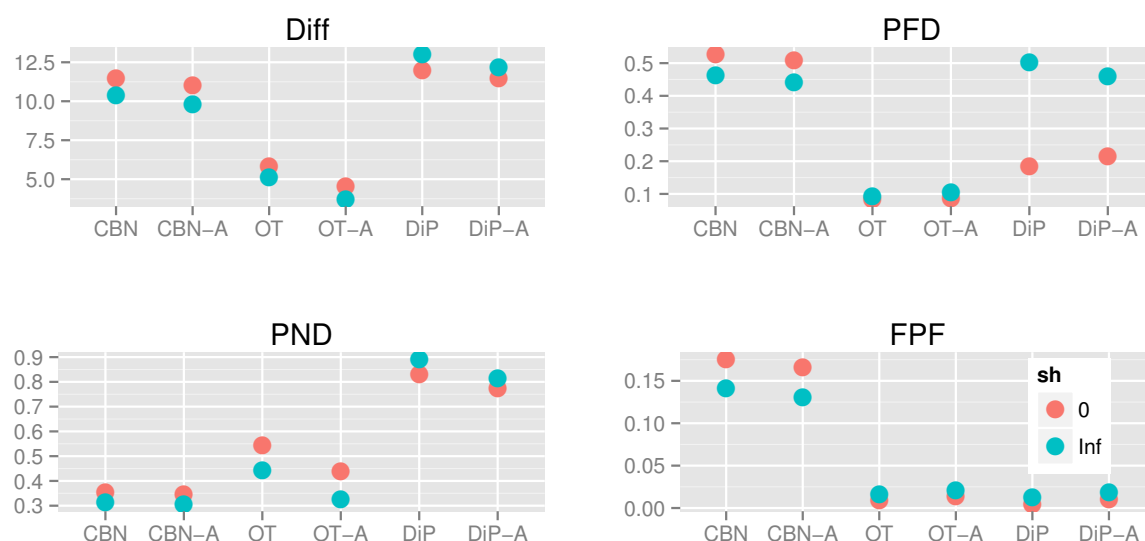 Diff
12.5
10.0
7.5
5.0
CBN CBN−A OT OT−A DiP DiP−A
PFD
0.5
0.4
0.3
0.2
0.1
CBN CBN−A OT OT−A DiP DiP−A
PND
0.9
0.8
0.7
0.6
0.5
0.4
0.3
CBN CBN−A OT OT−A DiP DiP−A
FPF
0.15
0.10
0.05
0.00
CBN CBN−A OT OT−A DiP DiP−A
sh
0
Inf